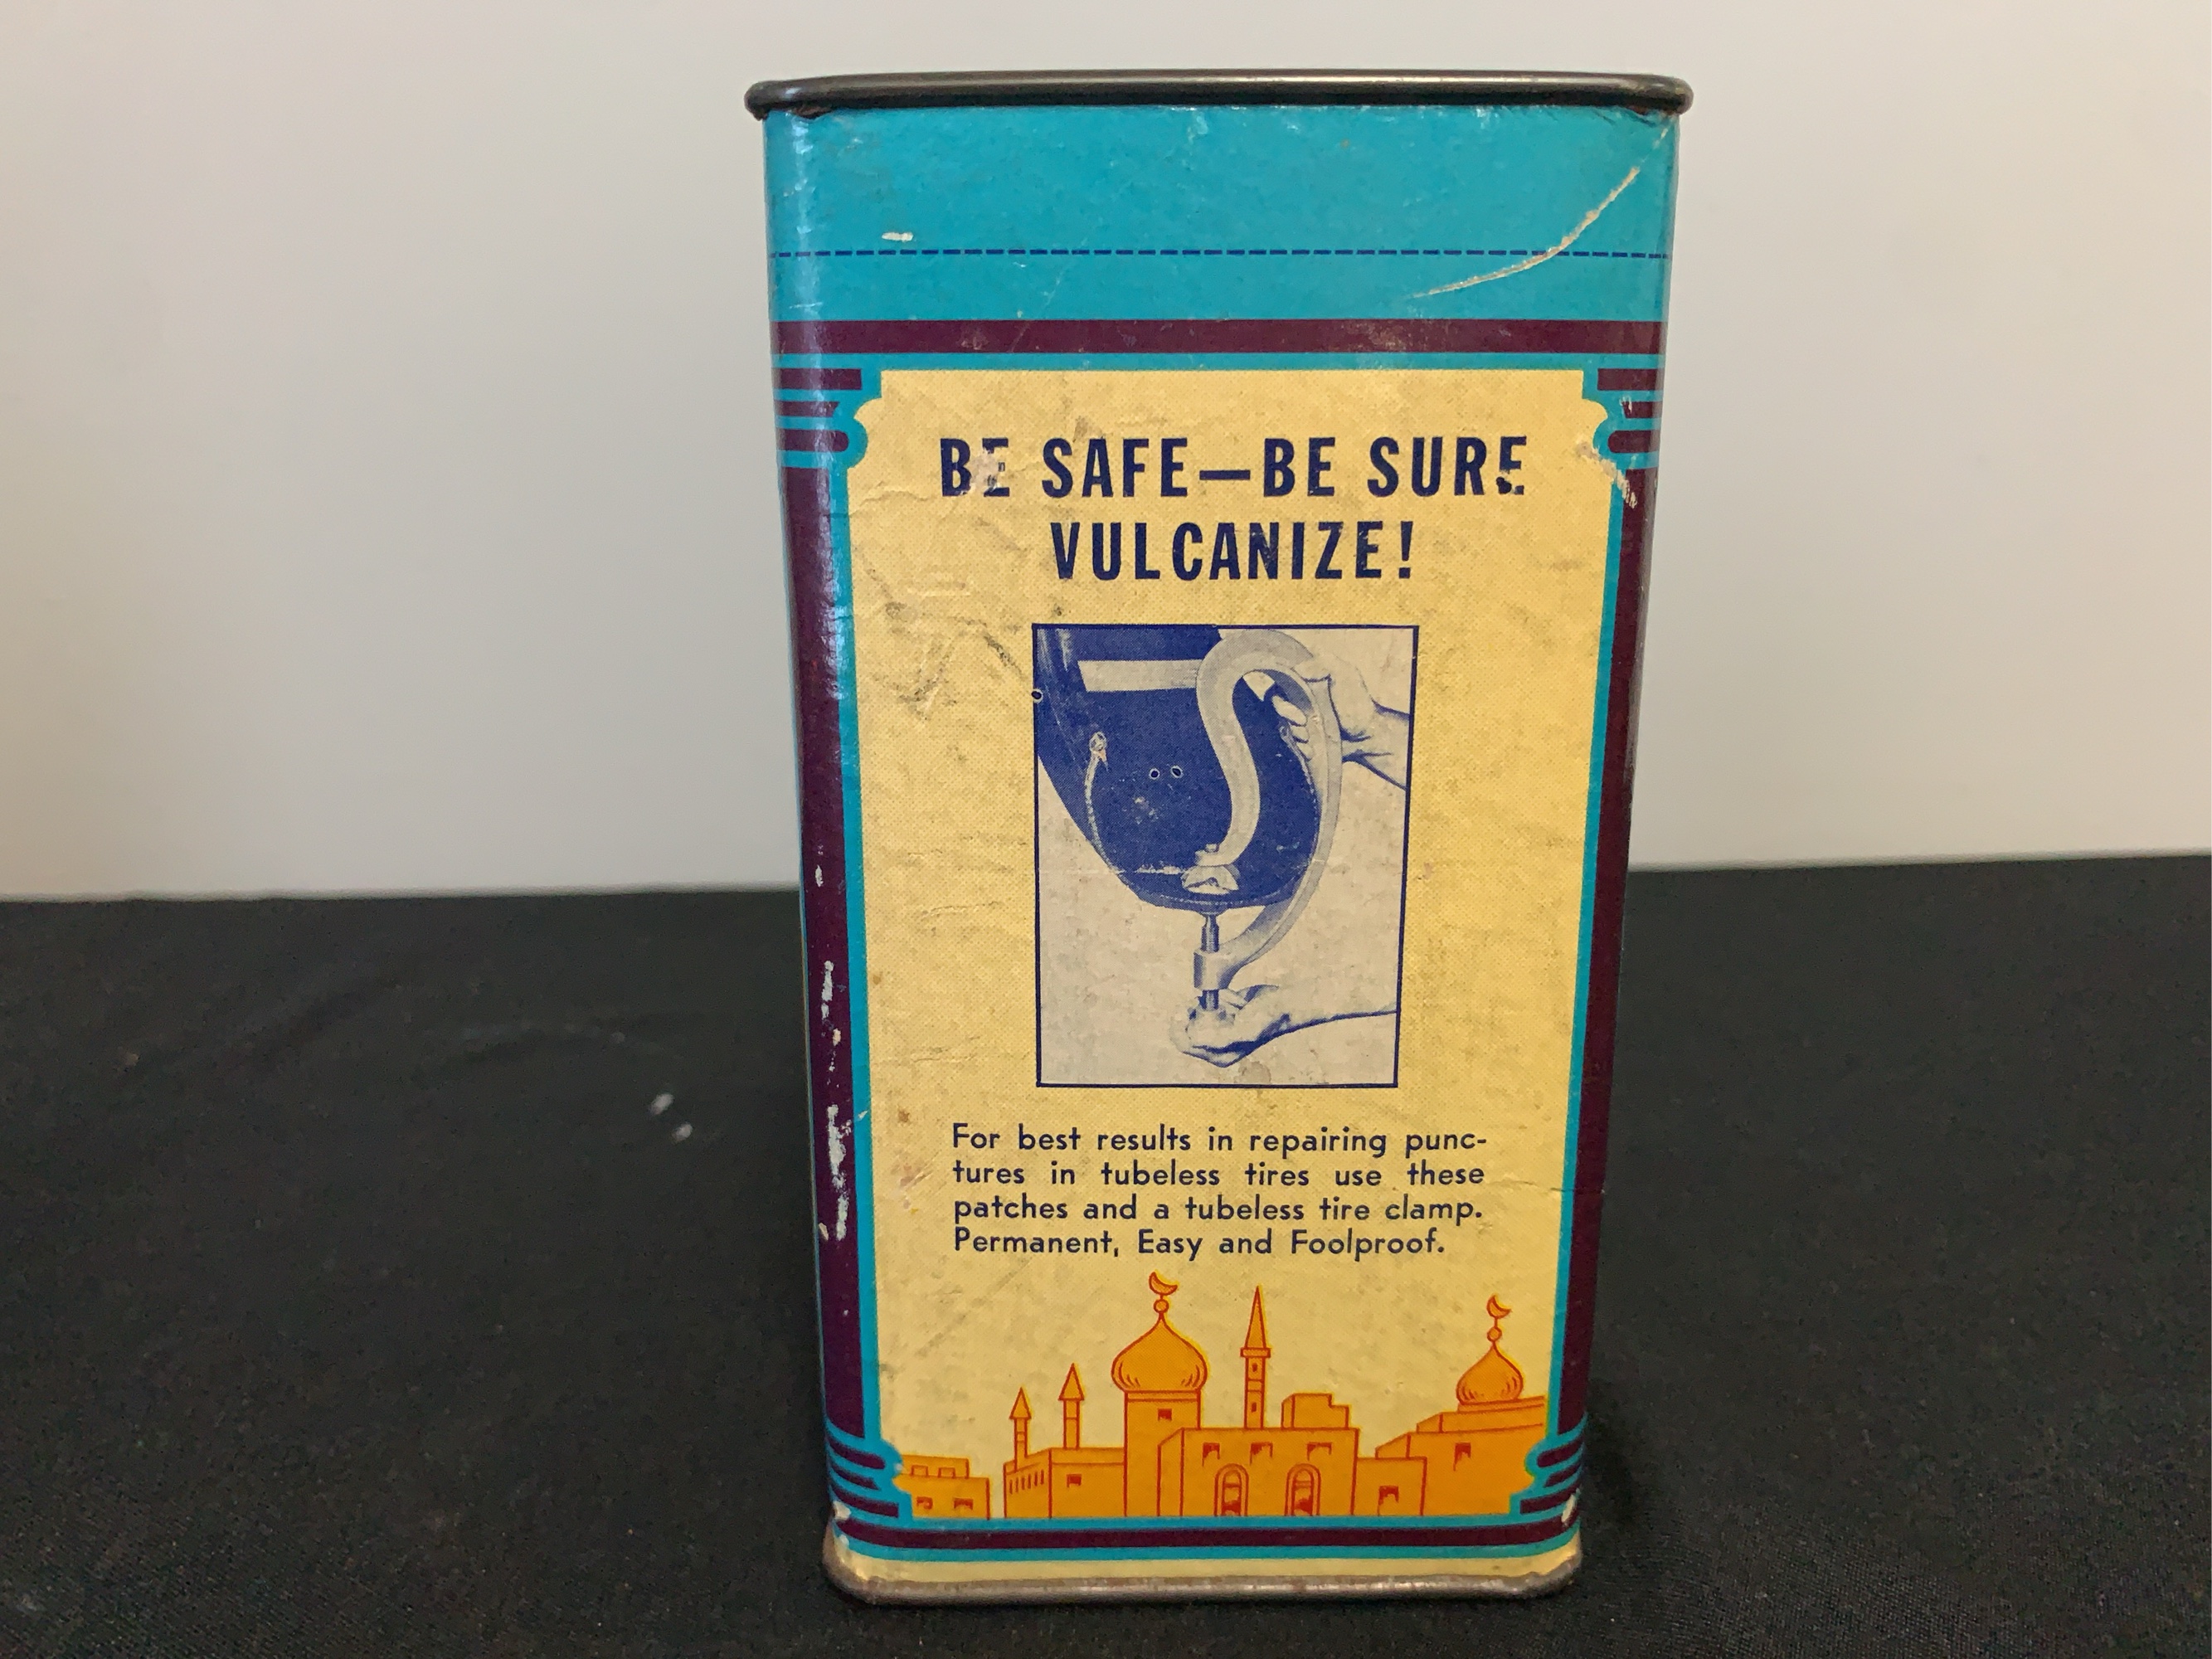 BE SAFE—BE SURE
VULCANIZE!
For best results in repairing punc-
tures in tubeless tires use these
patches and a tubeless tire clamp.
Permanent, Easy and Foolproof.